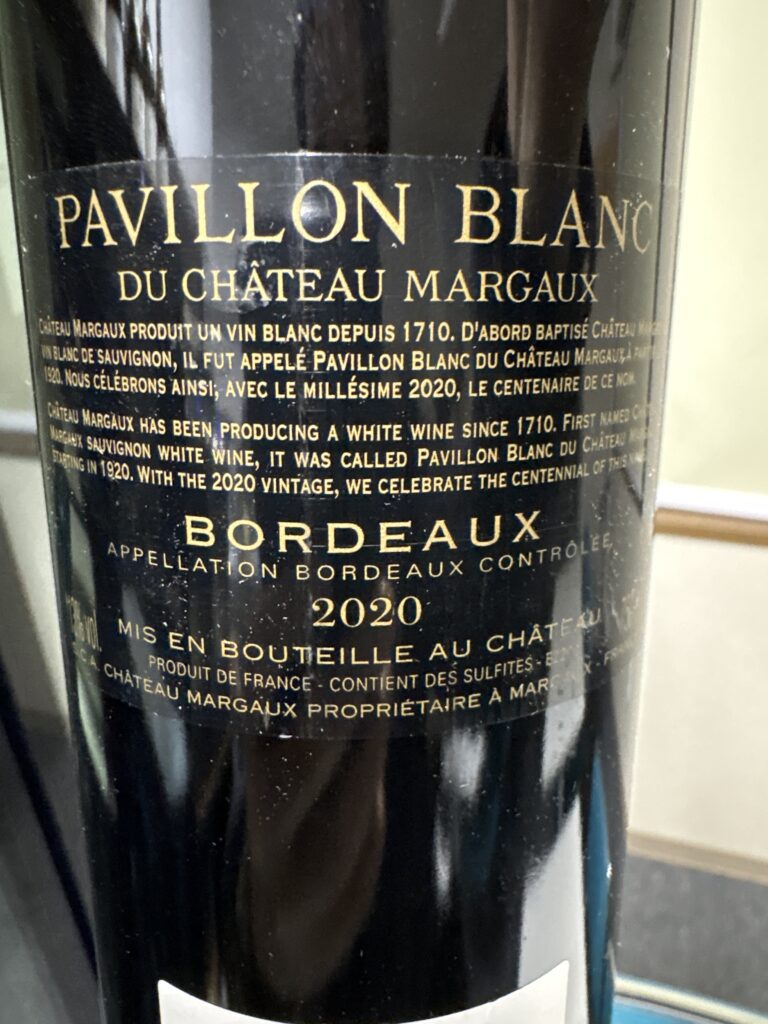 PAVILLON BLANC
DU CHÂTEAU MARGAUX
CHÂTEAU MARGAUX PRODUIT UN VIN BLANC DEPUIS 1710. D'ABORD BAPTISÉ CHÂTEAU
VIN BLANC DE SAUVIGNON, IL FUT APPELÉ PAVILLON BLANC DU CHÂTEAU MARGAUX À
1920. NOUS CÉLÉBRONS AINSI, AVEC LE MILLÉSIME 2020, LE CENTENAIRE DE CE NOM.
CHÂTEAU MARGAUX HAS BEEN PRODUCING A WHITE WINE SINCE 1710. FIRST NAMED
MARGAUX SAUVIGNON WHITE WINE, IT WAS CALLED PAVILLON BLANC DU CHÂTEAU
STARTING IN 1920. WITH THE 2020 VINTAGE, WE CELEBRATE THE CENTENNIAL OF THIS
BORDEAUX
APPELLATION BORDEAUX CONTRÔLÉE
2020
VOL.
MIS EN BOUTEILLE AU CHÂTEAU
PRODUIT DE FRANCE - CONTIENT DES SULFITES -
CHÂTEAU MARGAUX PROPRIÉTAIRE À MARGAUX -